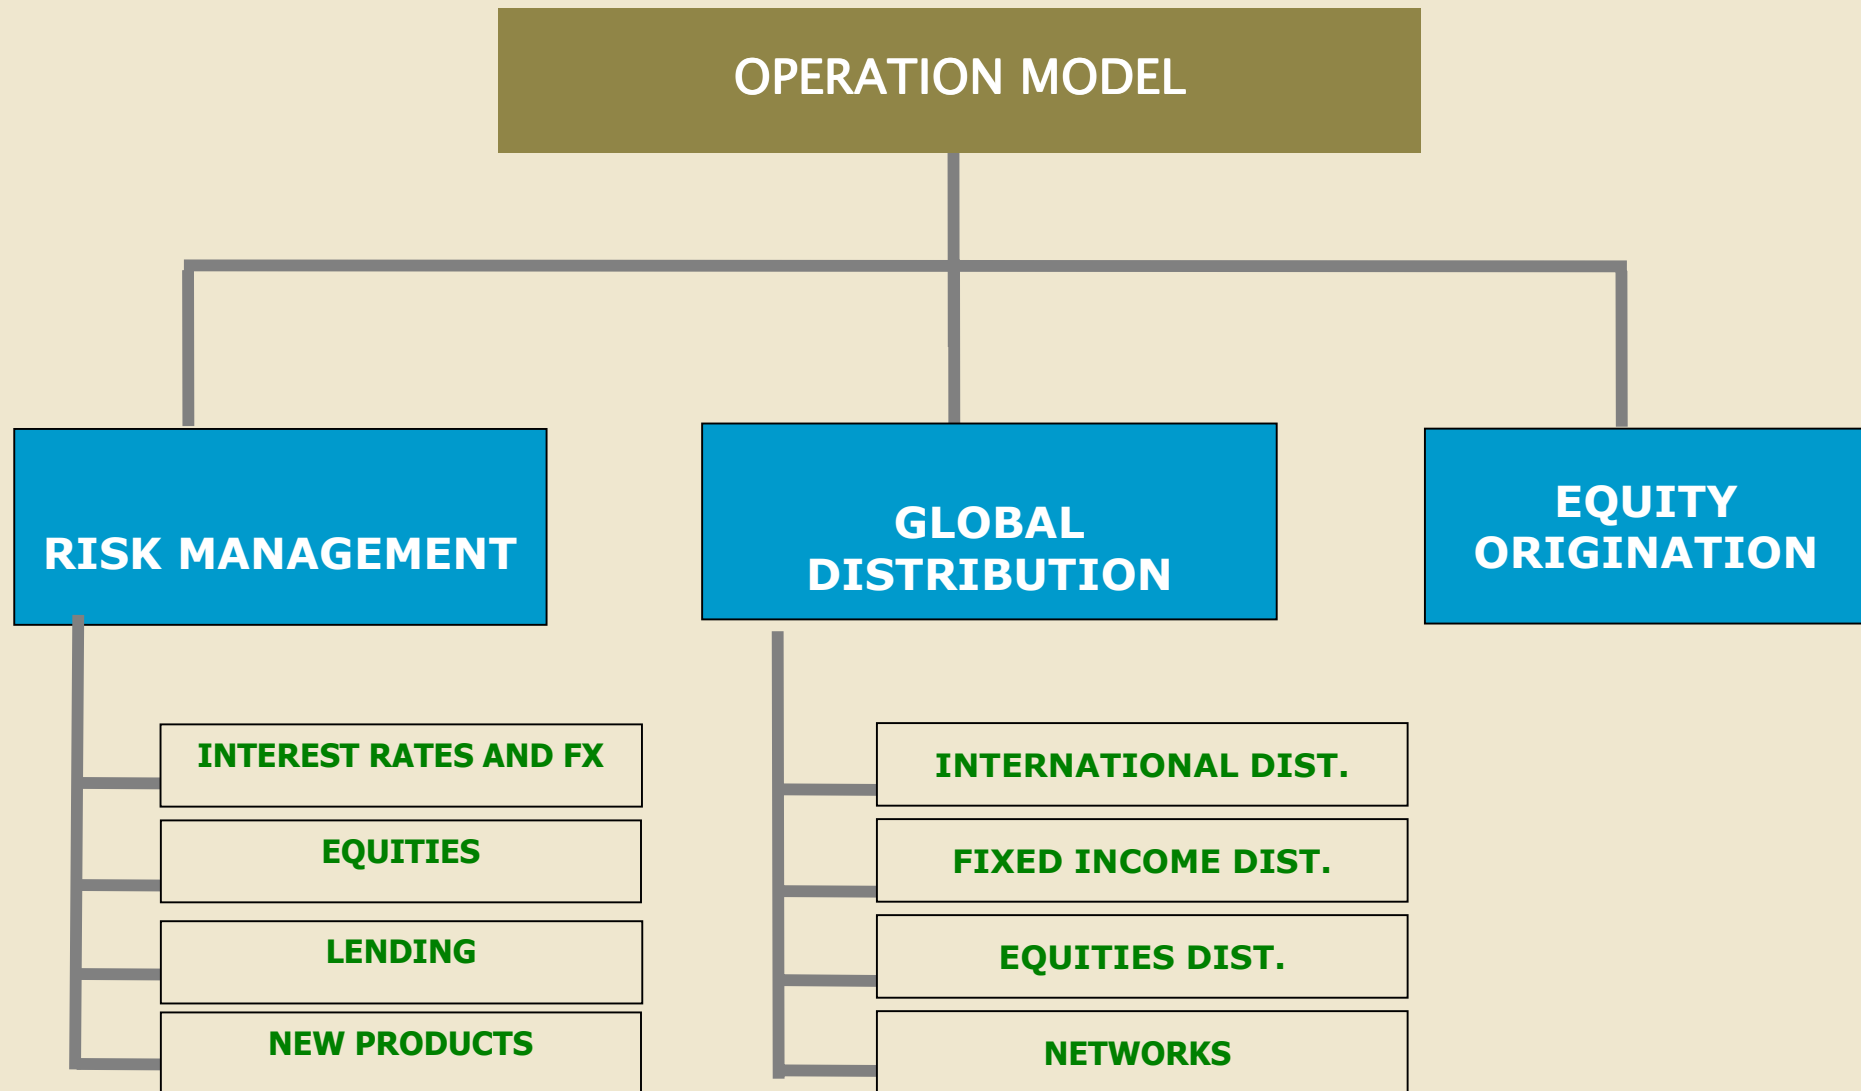 OPERATION MODEL
RISK MANAGEMENT
GLOBAL
DISTRIBUTION
EQUITY
ORIGINATION
INTEREST RATES AND FX
EQUITIES
LENDING
NEW PRODUCTS
INTERNATIONAL DIST.
FIXED INCOME DIST.
EQUITIES DIST.
NETWORKS